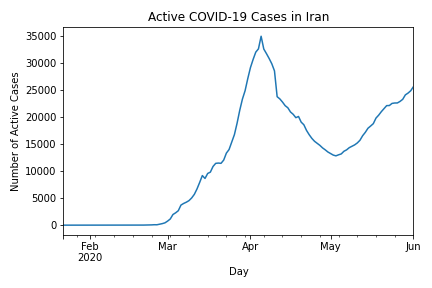 Active COVID-19 Cases in Iran
Number of Active Cases
35000
30000
25000
20000
15000
10000
5000
0
Feb Mar Apr May Jun
2020
Day